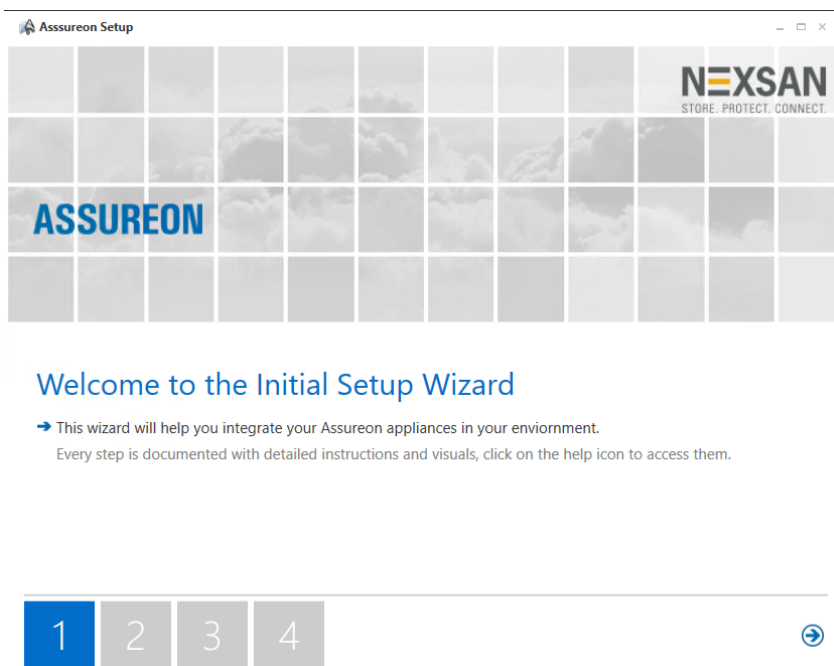 Asssureon Setup
NEXSAN
STORE. PROTECT. CONNECT.
ASSUREON
Welcome to the Initial Setup Wizard
This wizard will help you integrate your Assureon appliances in your enviornment.
Every step is documented with detailed instructions and visuals, click on the help icon to access them.
1 2 3 4